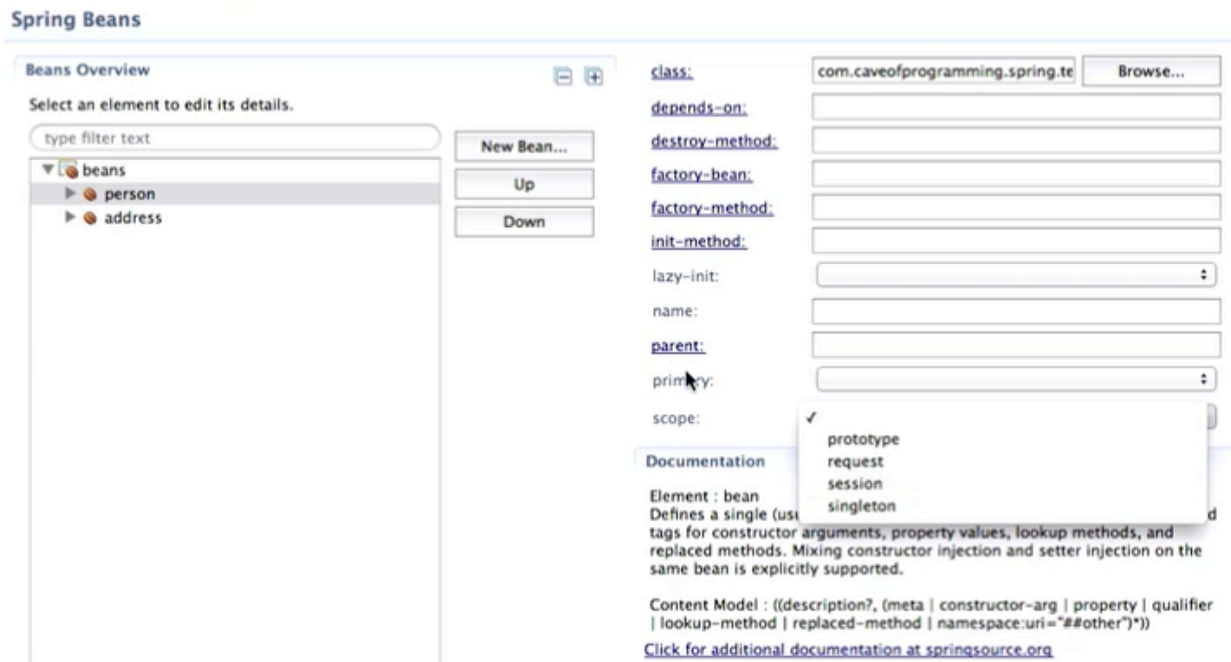 Spring Beans
Beans Overview
Select an element to edit its details.
type filter text
beans
person
address
New Bean...
Up
Down
class: com.caveofprogramming.spring.te Browse...
depends-on:
destroy-method:
factory-bean:
factory-method:
init-method:
lazy-init:
name:
parent:
primary:
scope:
prototype
request
session
singleton
Documentation
Element : bean
Defines a single (usu
tags for constructor arguments, property values, lookup methods, and
replaced methods. Mixing constructor injection and setter injection on the
same bean is explicitly supported.
Content Model : ((description?, (meta | constructor-arg | property | qualifier
| lookup-method | replaced-method | namespace:uri="##other")*))
Click for additional documentation at springsource.org